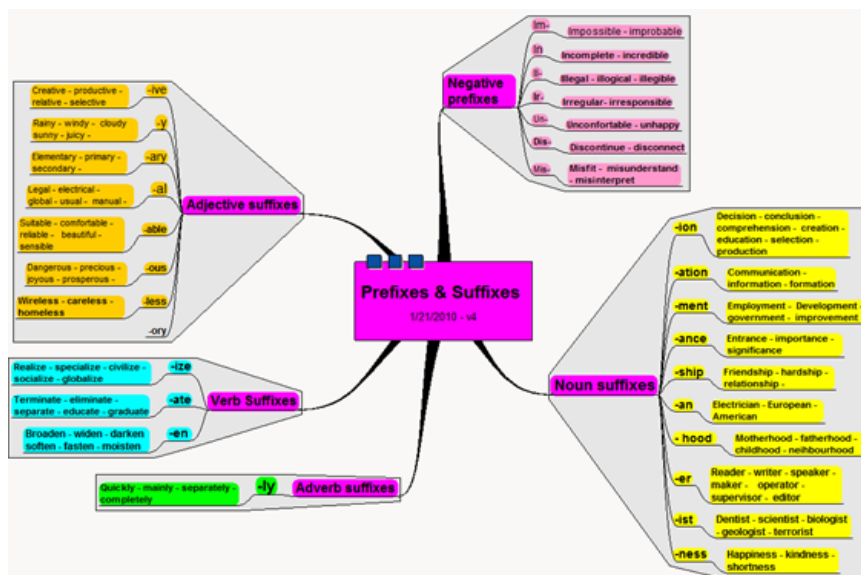 Prefixes & Suffixes
1/21/2010 - v4
Negative
prefixes
Im-
Impossible - improbable
In
Incomplete - incredible
Il-
Illegal - illogical - illegible
Ir-
Irregular- irresponsible
Un-
Unconfortable - unhappy
Dis-
Discontinue - disconnect
Mis-
Misfit - misunderstand
- misinterpret
Noun suffixes
-ion
Decision - conclusion -
comprehension - creation -
education - selection -
production
-ation
Communication -
information - formation
-ment
Employment - Development -
government - improvement
-ance
Entrance - importance -
significance
-ship
Friendship - hardship -
relationship -
-an
Electrician - European -
American
- hood
Motherhood - fatherhood -
childhood - neihbourhood
-er
Reader - writer - speaker -
maker - operator -
supervisor - editor
-ist
Dentist - scientist - biologist
- geologist - terrorist
-ness
Happiness - kindness -
shortness
Adverb suffixes
-ly
Quickly - mainly - separately -
completely
Verb Suffixes
-ize
Realize - specialize - civilize -
socialize - globalize
-ate
Terminate - eliminate -
separate - educate - graduate
-en
Broaden - widen - darken
soften - fasten - moisten
Adjective suffixes
-ive
Creative - productive -
relative - selective
-y
Rainy - windy - cloudy
sunny - juicy -
-ary
Elementary - primary -
secondary -
-al
Legal - electrical -
global - usual - manual -
-able
Suitable - comfortable -
reliable - beautiful -
sensible
-ous
Dangerous - precious -
joyous - prosperous -
-less
Wireless - careless -
homeless
-ory